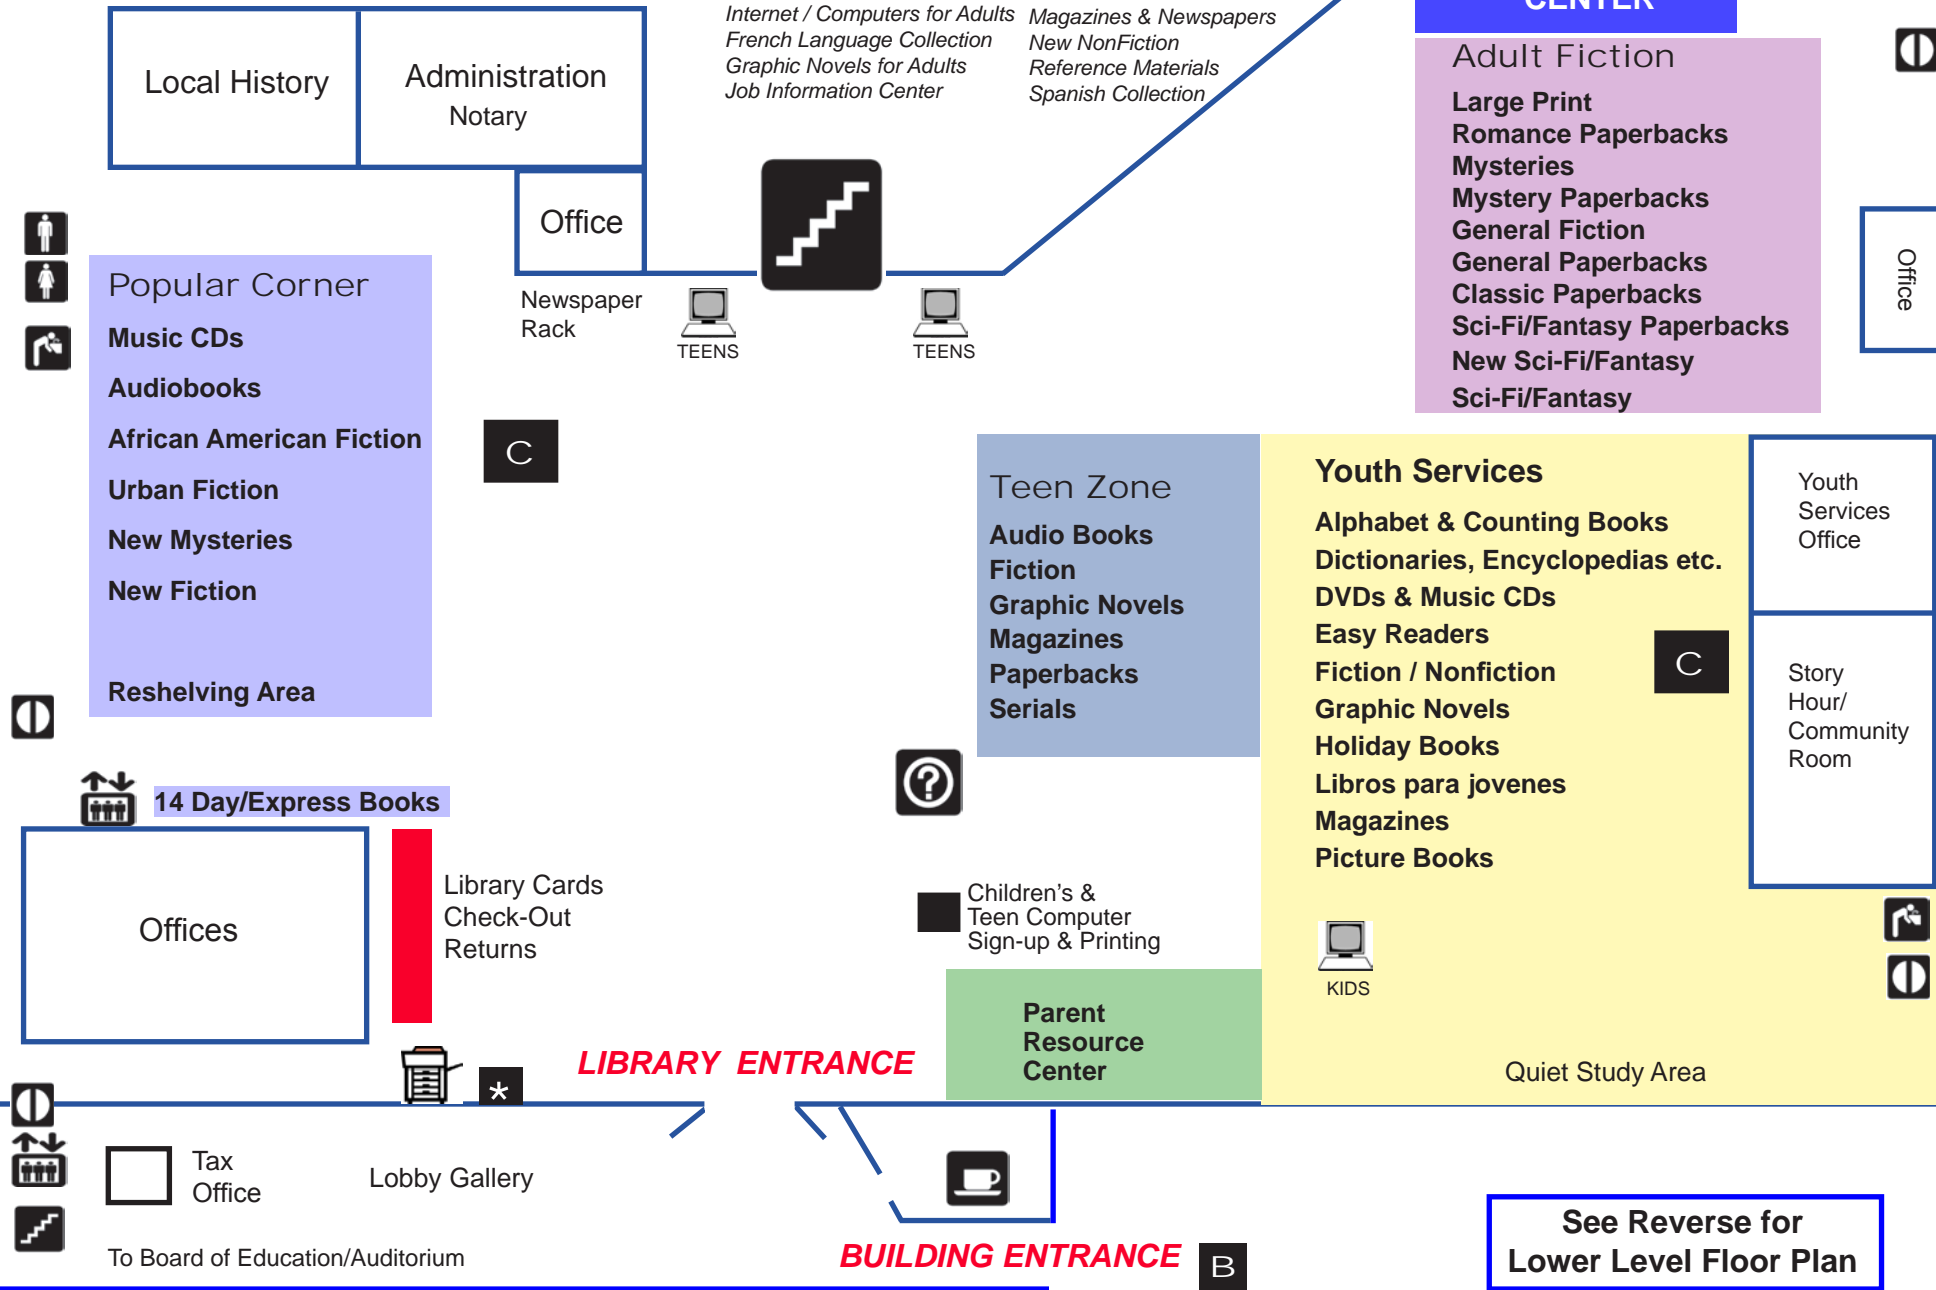 Internet / Computers for Adults
French Language Collection
Graphic Novels for Adults
Job Information Center
Magazines & Newspapers
New NonFiction
Reference Materials
Spanish Collection
CENTER
Local History
Administration
Notary
Office
Newspaper
Rack
TEENS
TEENS
Adult Fiction
Large Print
Romance Paperbacks
Mysteries
Mystery Paperbacks
General Fiction
General Paperbacks
Classic Paperbacks
Sci-Fi/Fantasy Paperbacks
New Sci-Fi/Fantasy
Sci-Fi/Fantasy
Office
Popular Corner
Music CDs
Audiobooks
African American Fiction
Urban Fiction
New Mysteries
New Fiction
Reshelving Area
C
Teen Zone
Audio Books
Fiction
Graphic Novels
Magazines
Paperbacks
Serials
Youth Services
Alphabet & Counting Books
Dictionaries, Encyclopedias etc.
DVDs & Music CDs
Easy Readers
Fiction / Nonfiction
Graphic Novels
Holiday Books
Libros para jovenes
Magazines
Picture Books
C
Youth
Services
Office
Story
Hour/
Community
Room
14 Day/Express Books
?
Offices
Library Cards
Check-Out
Returns
Children's &
Teen Computer
Sign-up & Printing
KIDS
Parent
Resource
Center
Quiet Study Area
LIBRARY ENTRANCE
*
Tax
Office
Lobby Gallery
To Board of Education/Auditorium
BUILDING ENTRANCE
B
See Reverse for
Lower Level Floor Plan